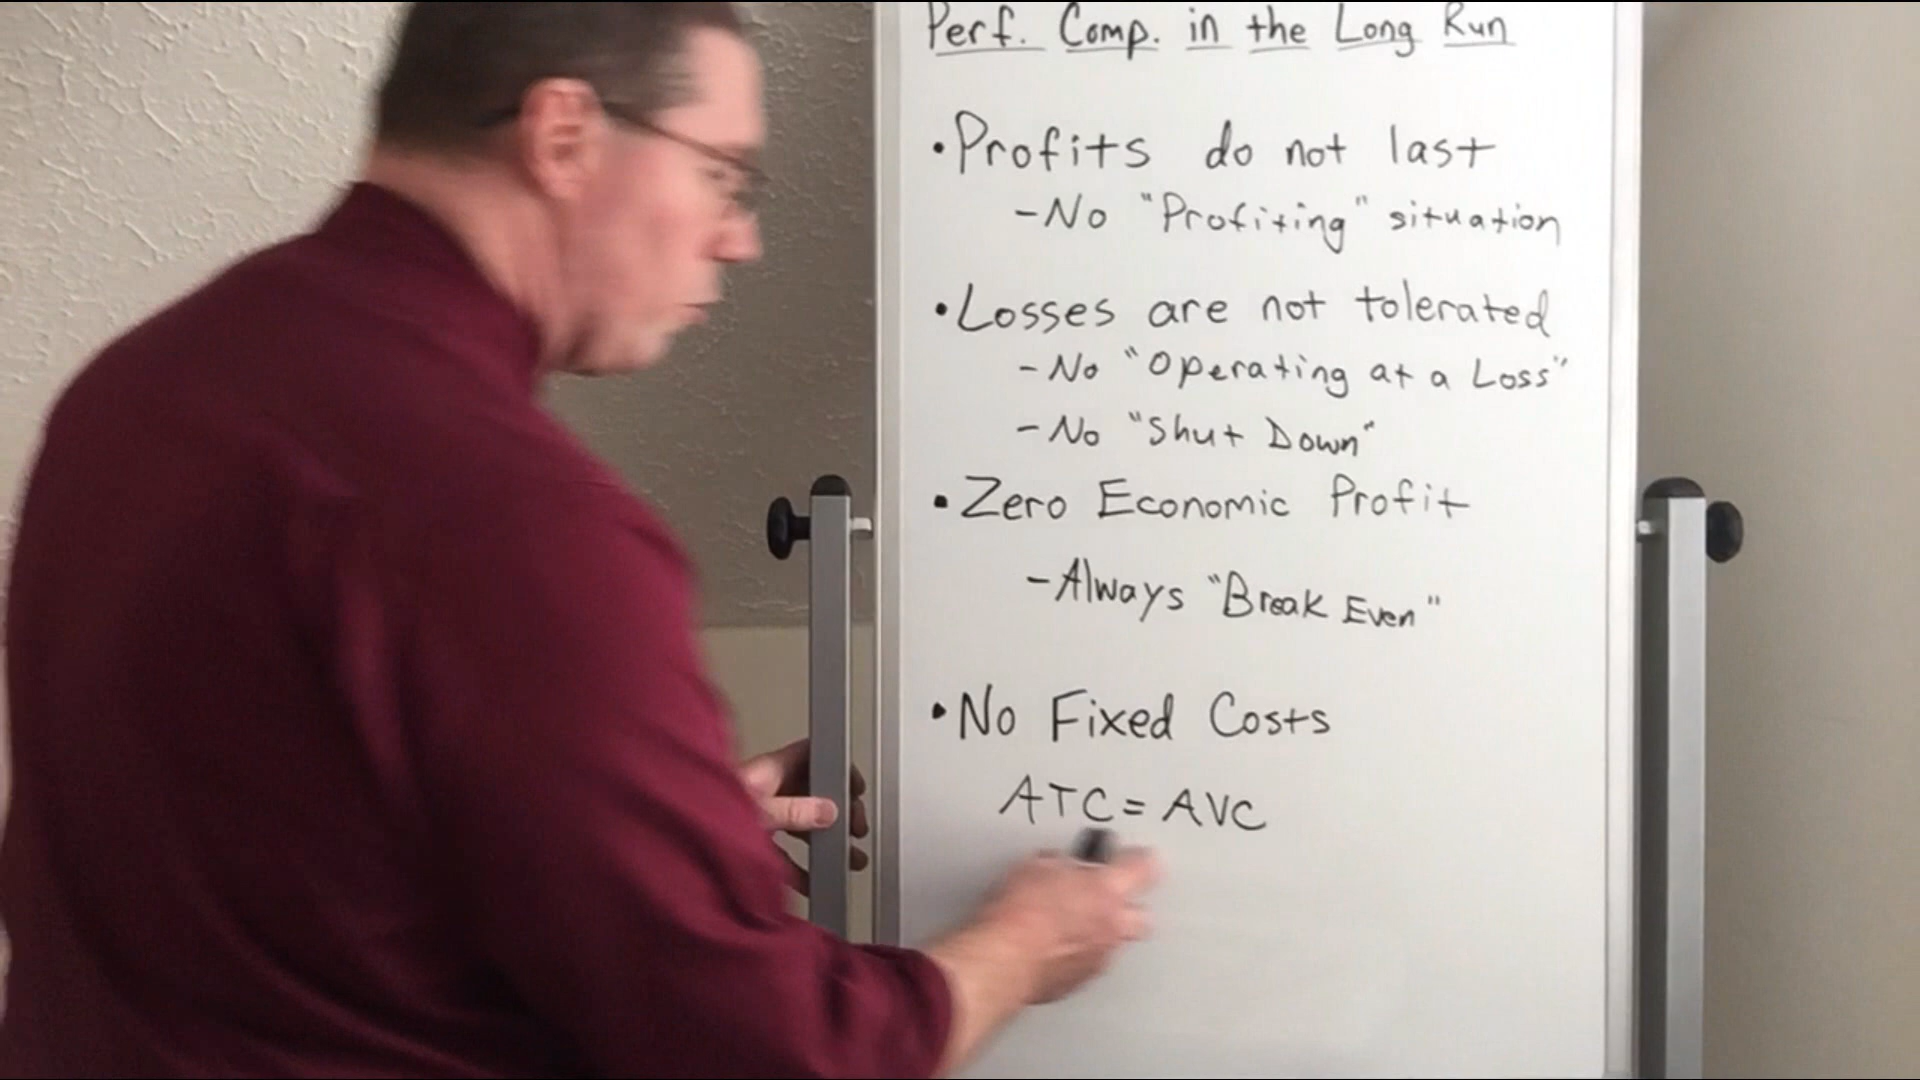 Perf. Comp. in the Long Run
• Profits do not last
- No "Profiting" situation
• Losses are not tolerated
- No "Operating at a Loss"
- No "Shut Down"
• Zero Economic Profit
- Always "Break Even"
• No Fixed Costs
ATC = AVC